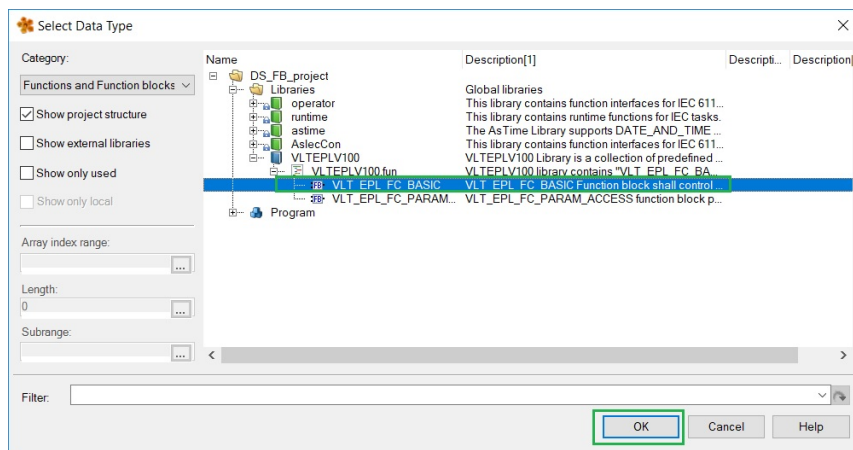 Select Data Type
Category:
Functions and Function blocks
Show project structure
Show external libraries
Show only used
Show only local
Array index range:
...
Length:
0
...
Subrange:
...
Name Description[1] Descripti... Description[
DS_FB_project
Libraries Global libraries
operator This library contains function interfaces for IEC 611...
runtime This library contains runtime functions for IEC tasks.
astime The AsTime Library supports DATE_AND_TIME ...
AsIecCon This library contains function interfaces for IEC 611...
VLTEPLV100 VLTEPLV100 Library is a collection of predefined ...
VLTEPLV100.fun VLTEPLV100 library contains "VLT_EPL_FC_BA...
FB VLT_EPL_FC_BASIC VLT_EPL_FC_BASIC Function block shall control ...
FB VLT_EPL_FC_PARAM... VLT_EPL_FC_PARAM_ACCESS function block p...
Program
Filter:
OK Cancel Help